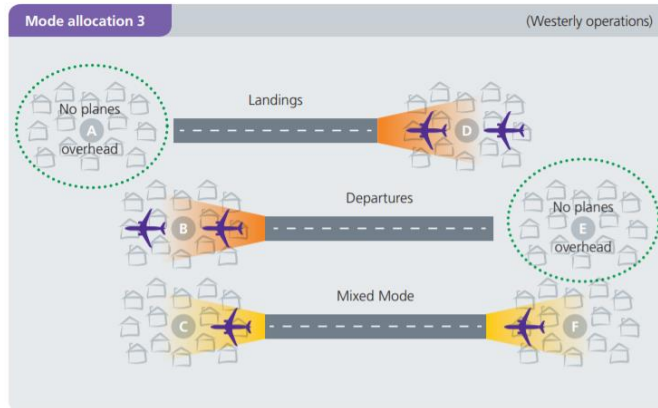 Mode allocation 3
(Westerly operations)
Landings
No planes
A
overhead
D
Departures
No planes
B
E
overhead
Mixed Mode
C
F